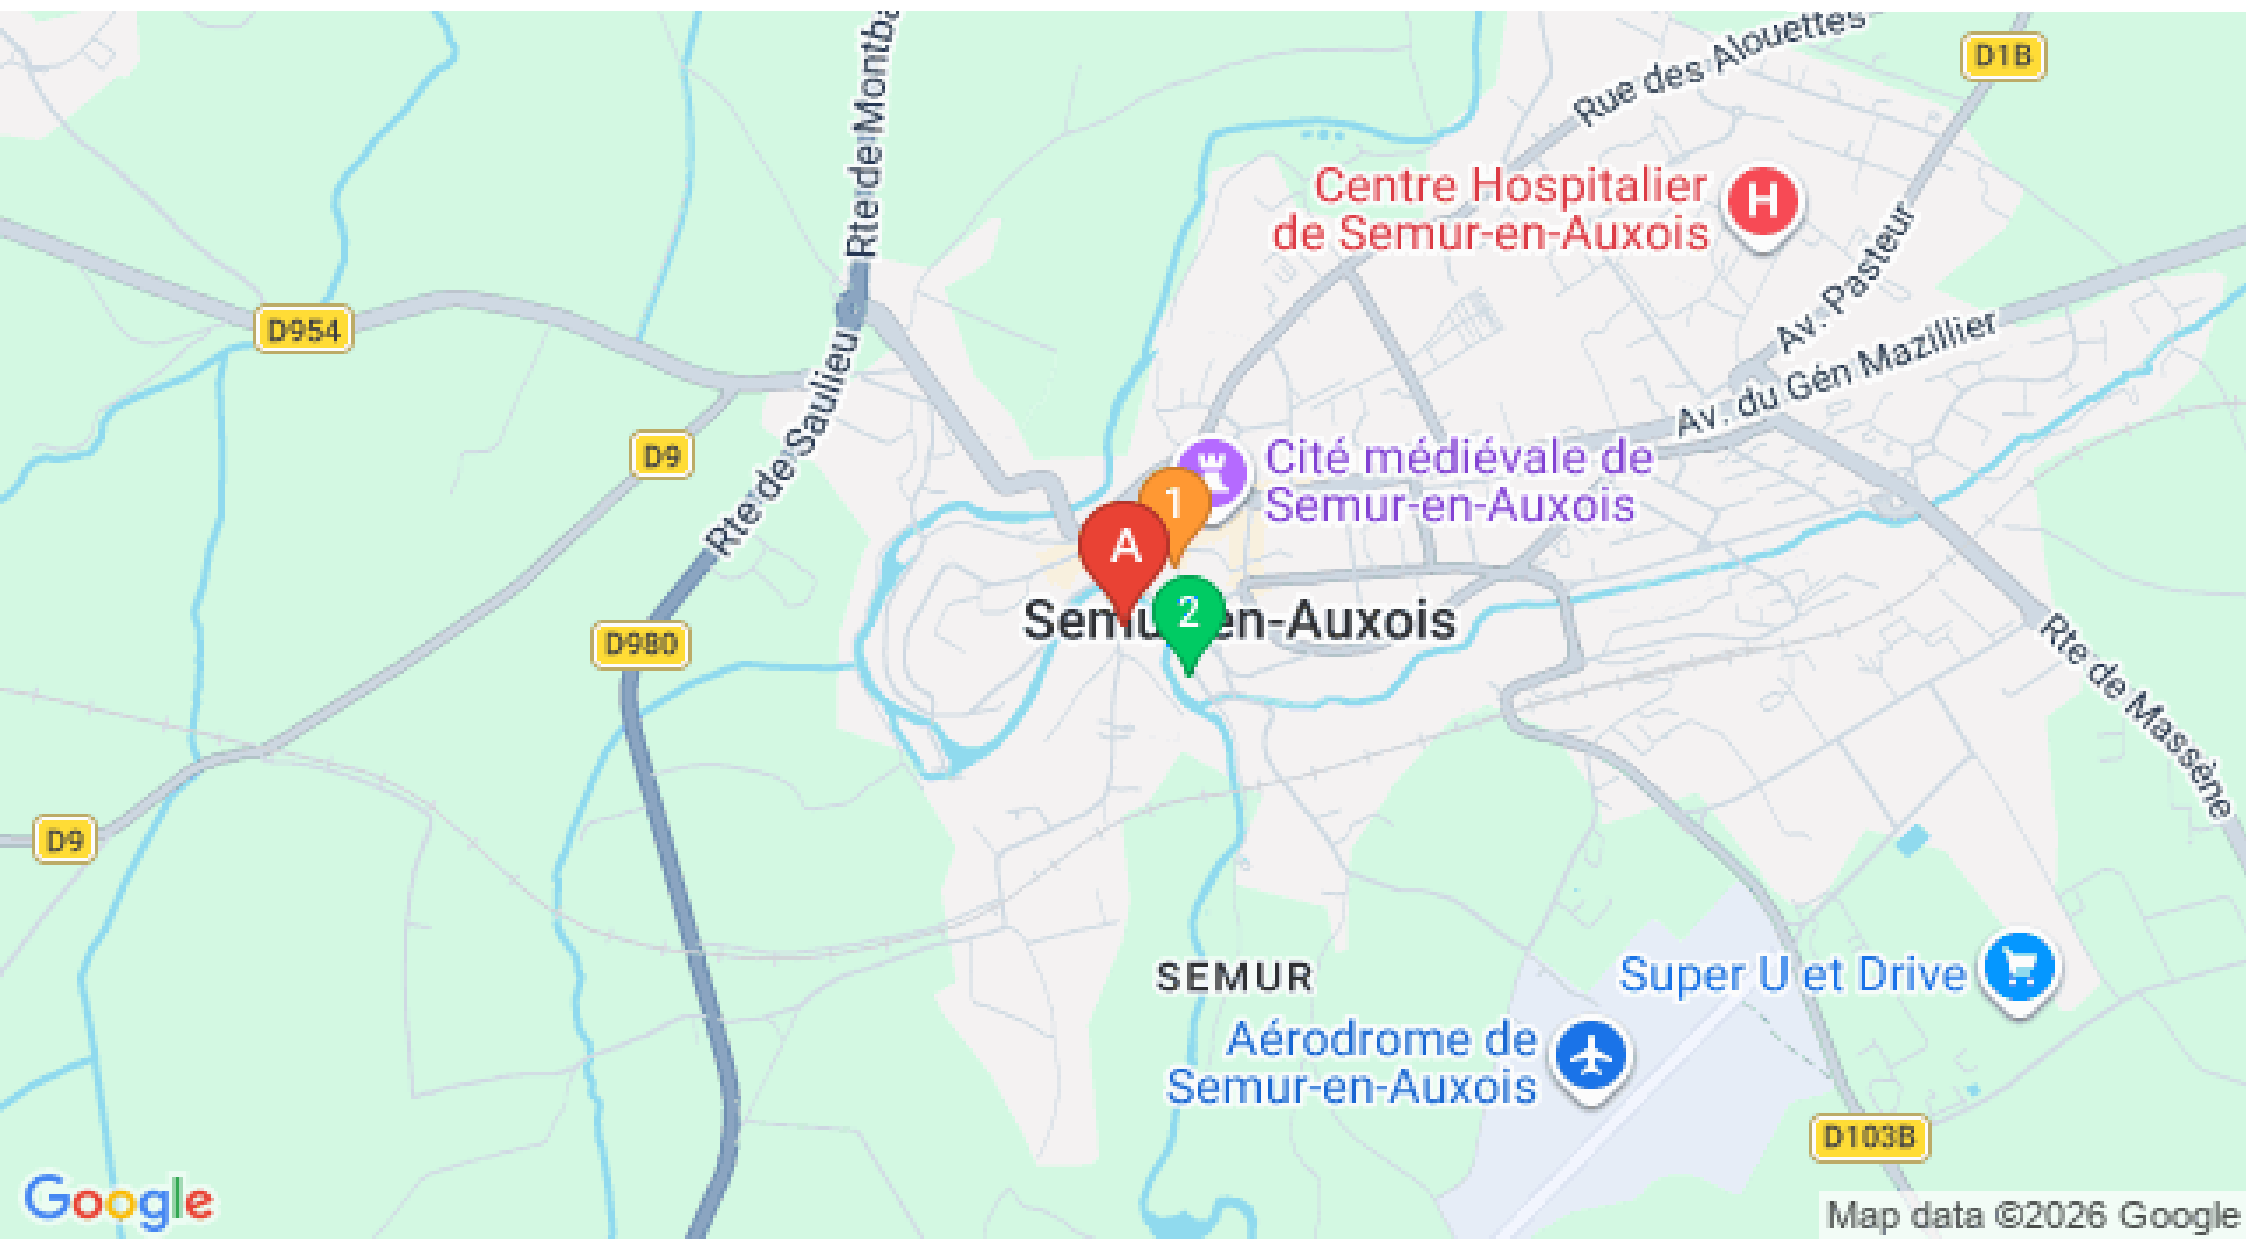 Rte de Montba
Rue des Alouettes
D1B
Centre Hospitalier
de Semur-en-Auxois
H
Av. Pasteur
D954
Av. du Gén Mazillier
Rte de Saulieu
D9
Cité médiévale de
Semur-en-Auxois
1
A
2
Semur-en-Auxois
D980
Rte de Massène
D9
SEMUR
Super U et Drive
Aérodrome de
Semur-en-Auxois
D103B
Google
Map data ©2026 Google